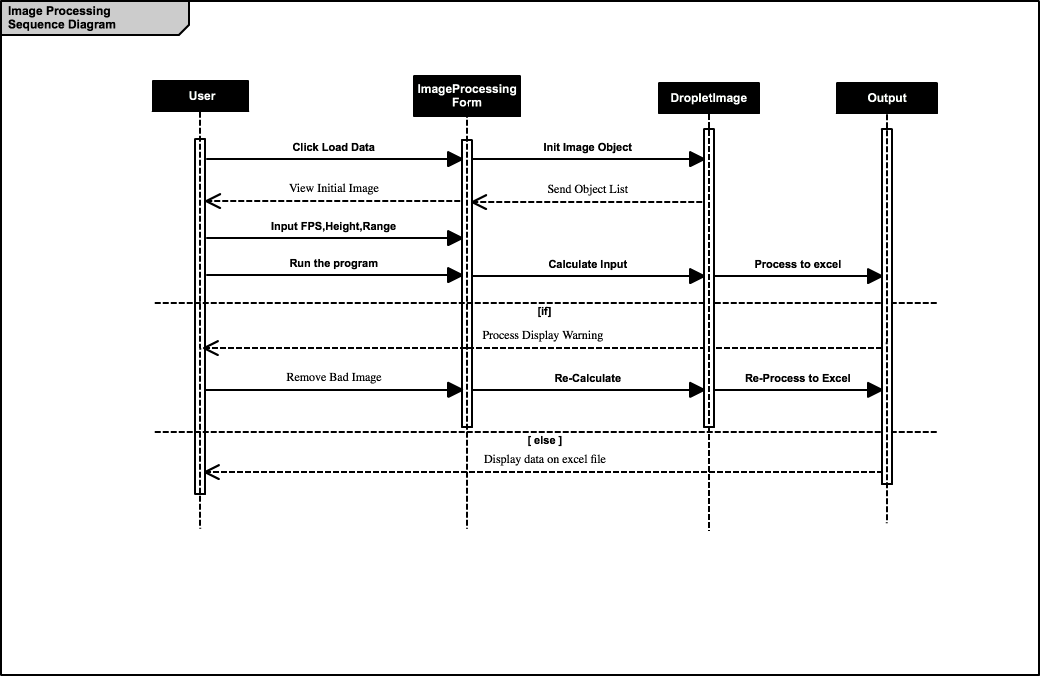 Image Processing
Sequence Diagram
User
ImageProcessing
Form
DropletImage
Output
Click Load Data
Init Image Object
View Initial Image
Send Object List
Input FPS,Height,Range
Run the program
Calculate Input
Process to excel
[if]
Process Display Warning
Remove Bad Image
Re-Calculate
Re-Process to Excel
[ else ]
Display data on excel file